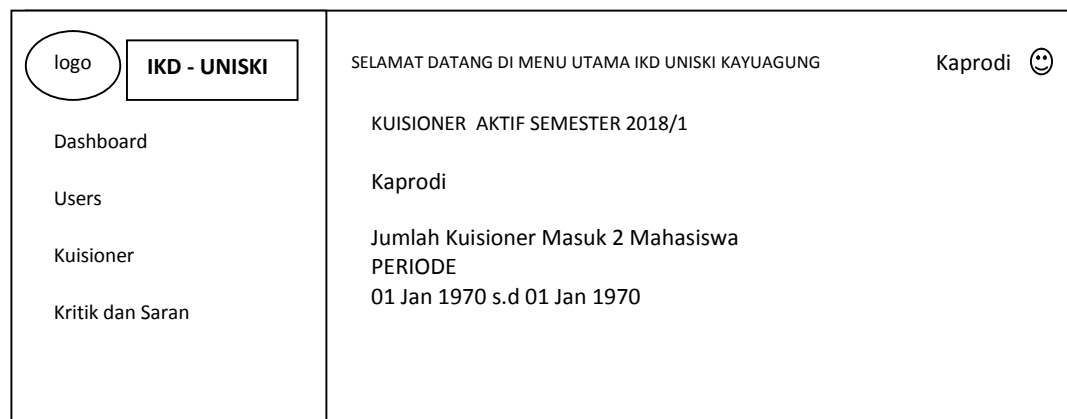 logo
IKD - UNISKI
Dashboard
Users
Kuisioner
Kritik dan Saran
SELAMAT DATANG DI MENU UTAMA IKD UNISKI KAYUAGUNG
Kaprodi
KUISIONER AKTIF SEMESTER 2018/1
Kaprodi
Jumlah Kuisioner Masuk 2 Mahasiswa
PERIODE
01 Jan 1970 s.d 01 Jan 1970